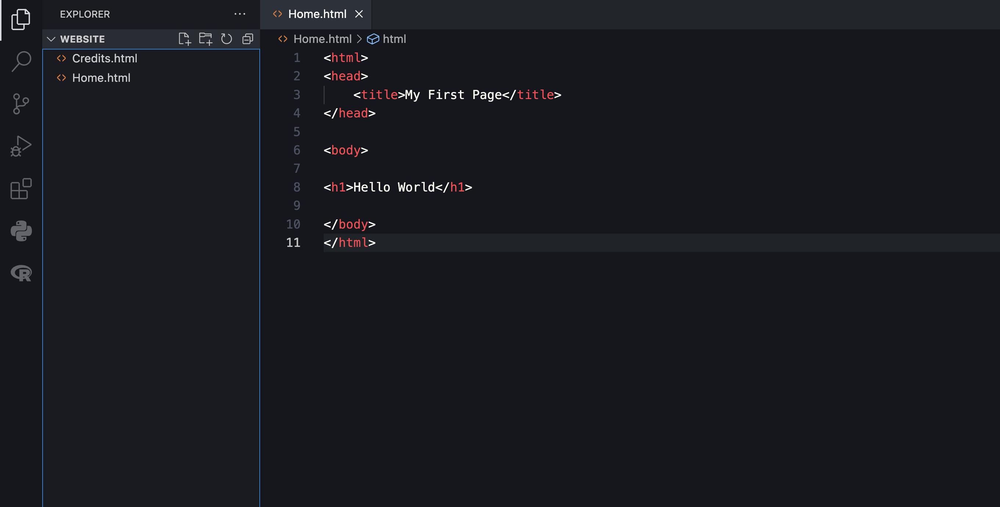 EXPLORER
WEBSITE
Credits.html
Home.html
Home.html
Home.html > html
1 <html>
2 <head>
3     <title>My First Page</title>
4 </head>
5
6 <body>
7
8 <h1>Hello World</h1>
9
10 </body>
11 </html>
R